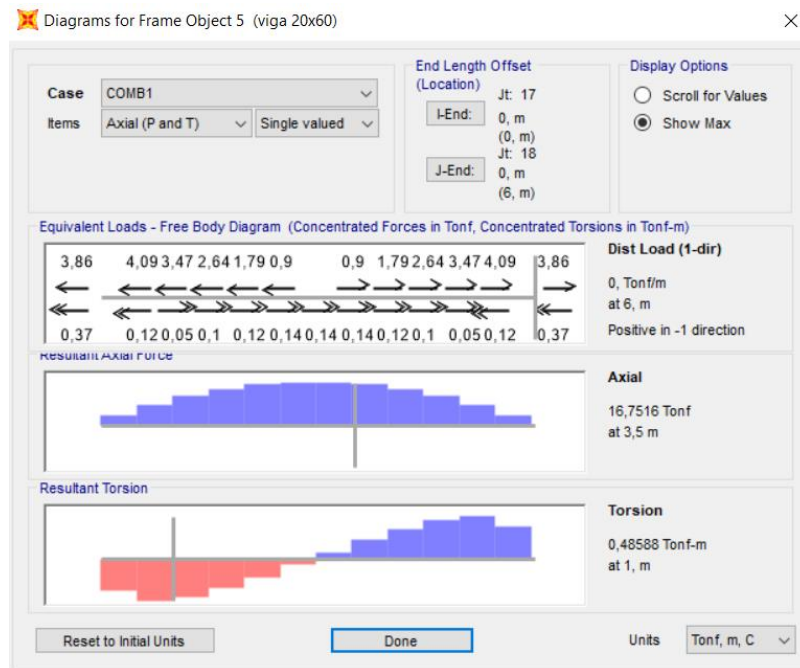 Diagrams for Frame Object 5 (viga 20x60)
Case COMB1
Items Axial (P and T) Single valued
End Length Offset
(Location)
Jt: 17
I-End: 0, m
(0, m)
Jt: 18
J-End: 0, m
(6, m)
Display Options
Scroll for Values
Show Max
Equivalent Loads - Free Body Diagram (Concentrated Forces in Tonf, Concentrated Torsions in Tonf-m)
3,86 4,09 3,47 2,64 1,79 0,9 0,9 1,79 2,64 3,47 4,09 3,86
0,37 0,12 0,05 0,1 0,12 0,14 0,14 0,14 0,12 0,1 0,05 0,12 0,37
Dist Load (1-dir)
0, Tonf/m
at 6, m
Positive in -1 direction
Resultant Axial Force
Axial
16,7516 Tonf
at 3,5 m
Resultant Torsion
Torsion
0,48588 Tonf-m
at 1, m
Reset to Initial Units Done Units Tonf, m, C